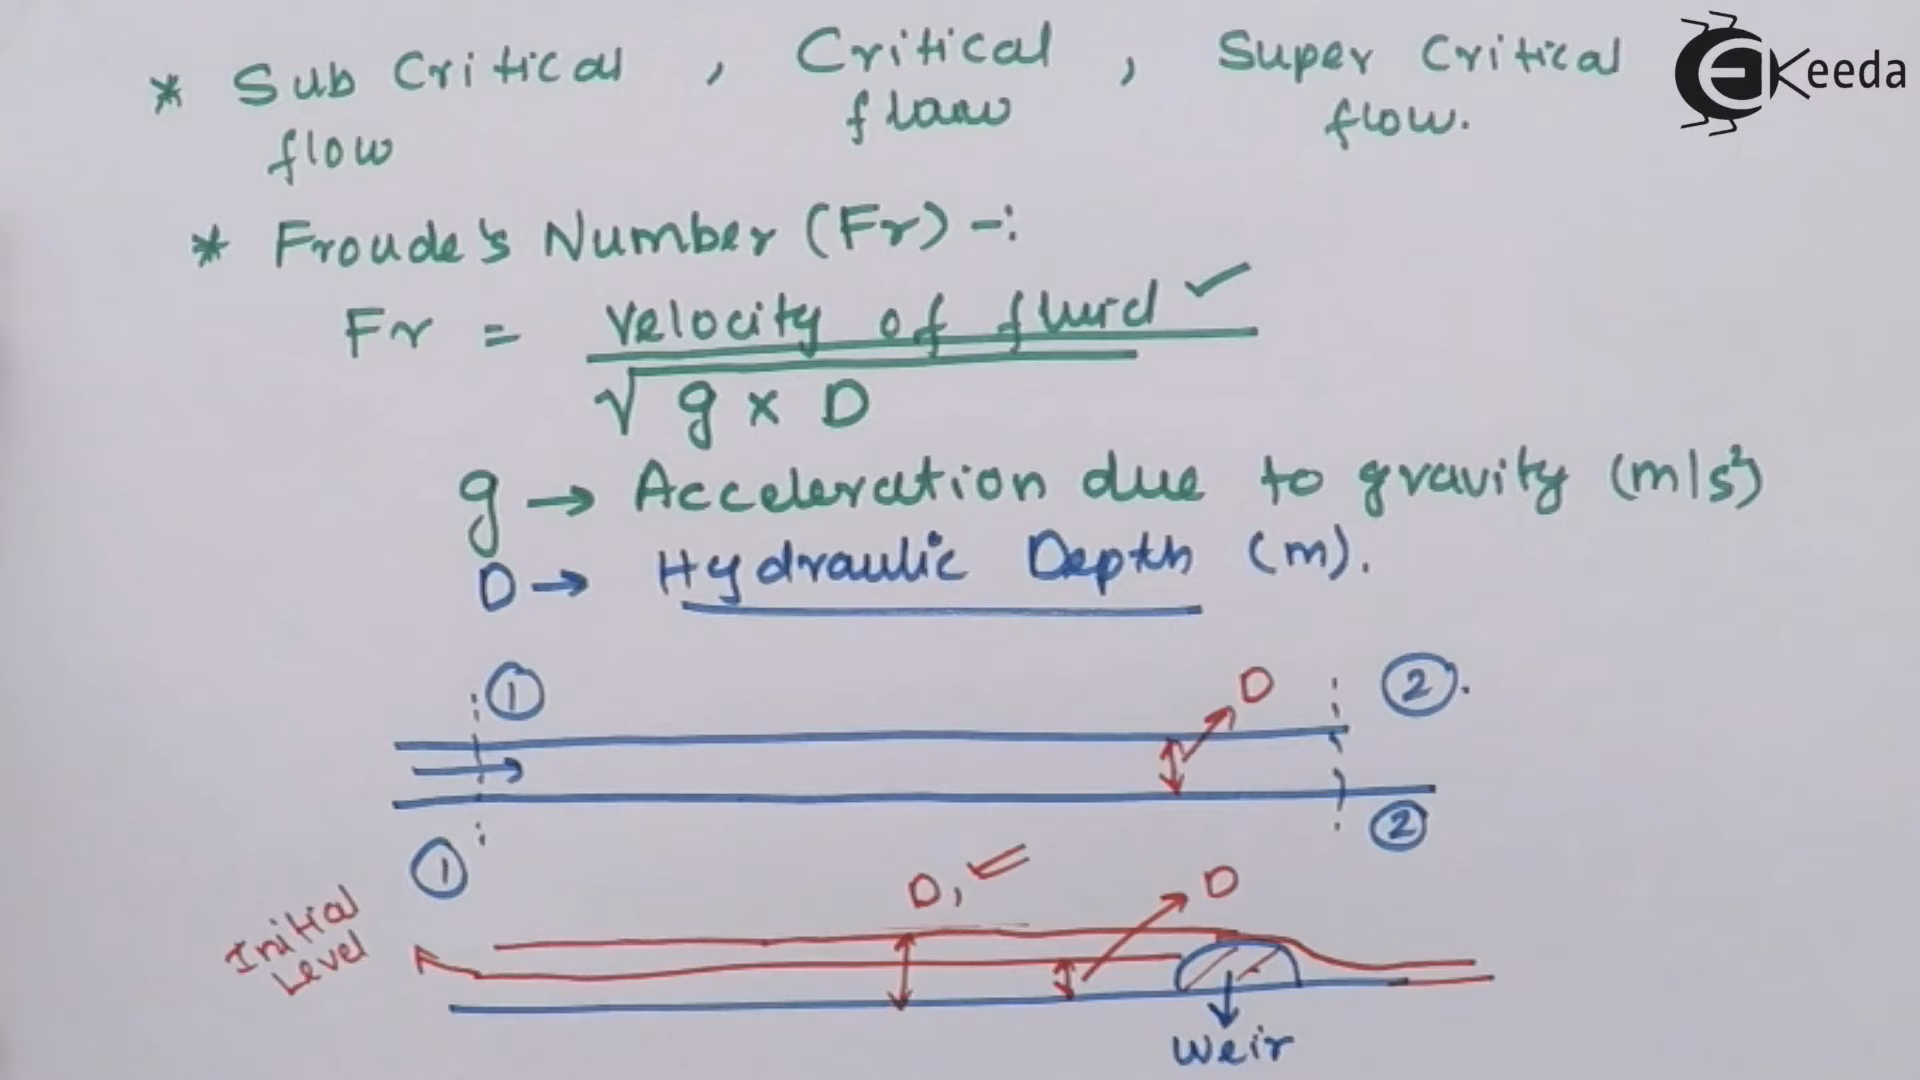 * Sub Critical flow , Critical flow , Super Critical flow.
Keeda
* Froude's Number (Fr) -:
Fr = Velocity of fluid ✓
√ g x D
g → Acceleration due to gravity (m/s²)
D → Hydraulic Depth (m).
1 D 2.
1 2
D, D
Initial Level
Weir